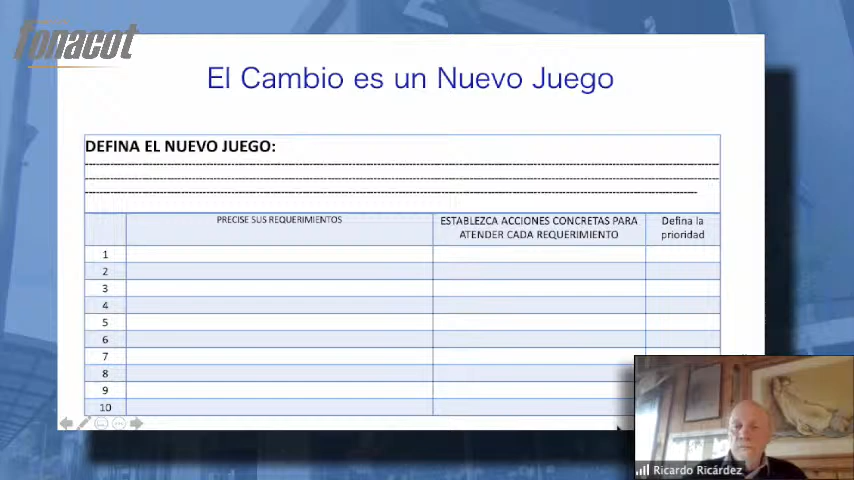 fonacot
El Cambio es un Nuevo Juego
DEFINA EL NUEVO JUEGO:
PRECISE SUS REQUERIMIENTOS
ESTABLEZCA ACCIONES CONCRETAS PARA
ATENDER CADA REQUERIMIENTO
Defina la
prioridad
1
2
3
4
5
6
7
8
9
10
Ricardo Ricárdez